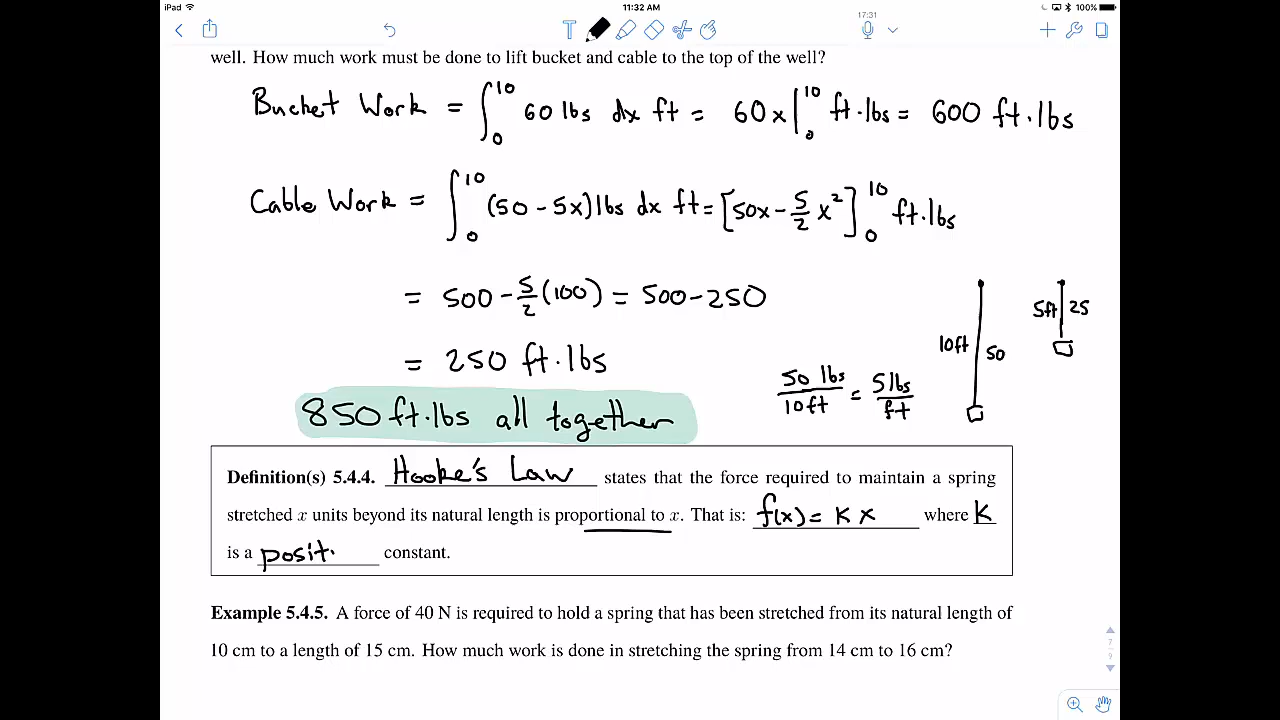 iPad 11:32 AM 100%
17:31
T
well. How much work must be done to lift bucket and cable to the top of the well?
Bucket Work = ∫₀¹⁰ 60 lbs dx ft = 60x |₀¹⁰ ft·lbs = 600 ft·lbs
Cable Work = ∫₀¹⁰ (50 - 5x) lbs dx ft = [50x - 5/2 x²]₀¹⁰ ft·lbs
= 500 - 5/2 (100) = 500 - 250
5ft 25
10ft 50
= 250 ft·lbs
50 lbs/10ft = 5 lbs/ft
850 ft·lbs all together
Definition(s) 5.4.4. Hooke's Law states that the force required to maintain a spring
stretched x units beyond its natural length is proportional to x. That is: f(x) = K x where K
is a posit. constant.
Example 5.4.5. A force of 40 N is required to hold a spring that has been stretched from its natural length of
10 cm to a length of 15 cm. How much work is done in stretching the spring from 14 cm to 16 cm?
7
9